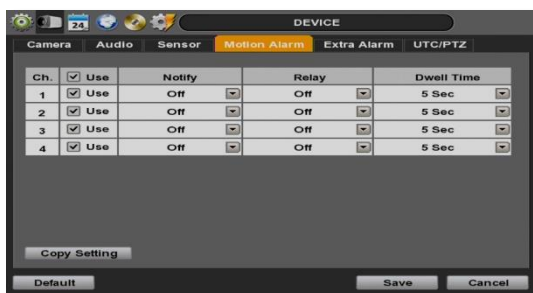 24 DEVICE
Camera Audio Sensor Motion Alarm Extra Alarm UTC/PTZ
Ch. Use Notify Relay Dwell Time
1 Use Off Off 5 Sec
2 Use Off Off 5 Sec
3 Use Off Off 5 Sec
4 Use Off Off 5 Sec
Copy Setting
Default Save Cancel